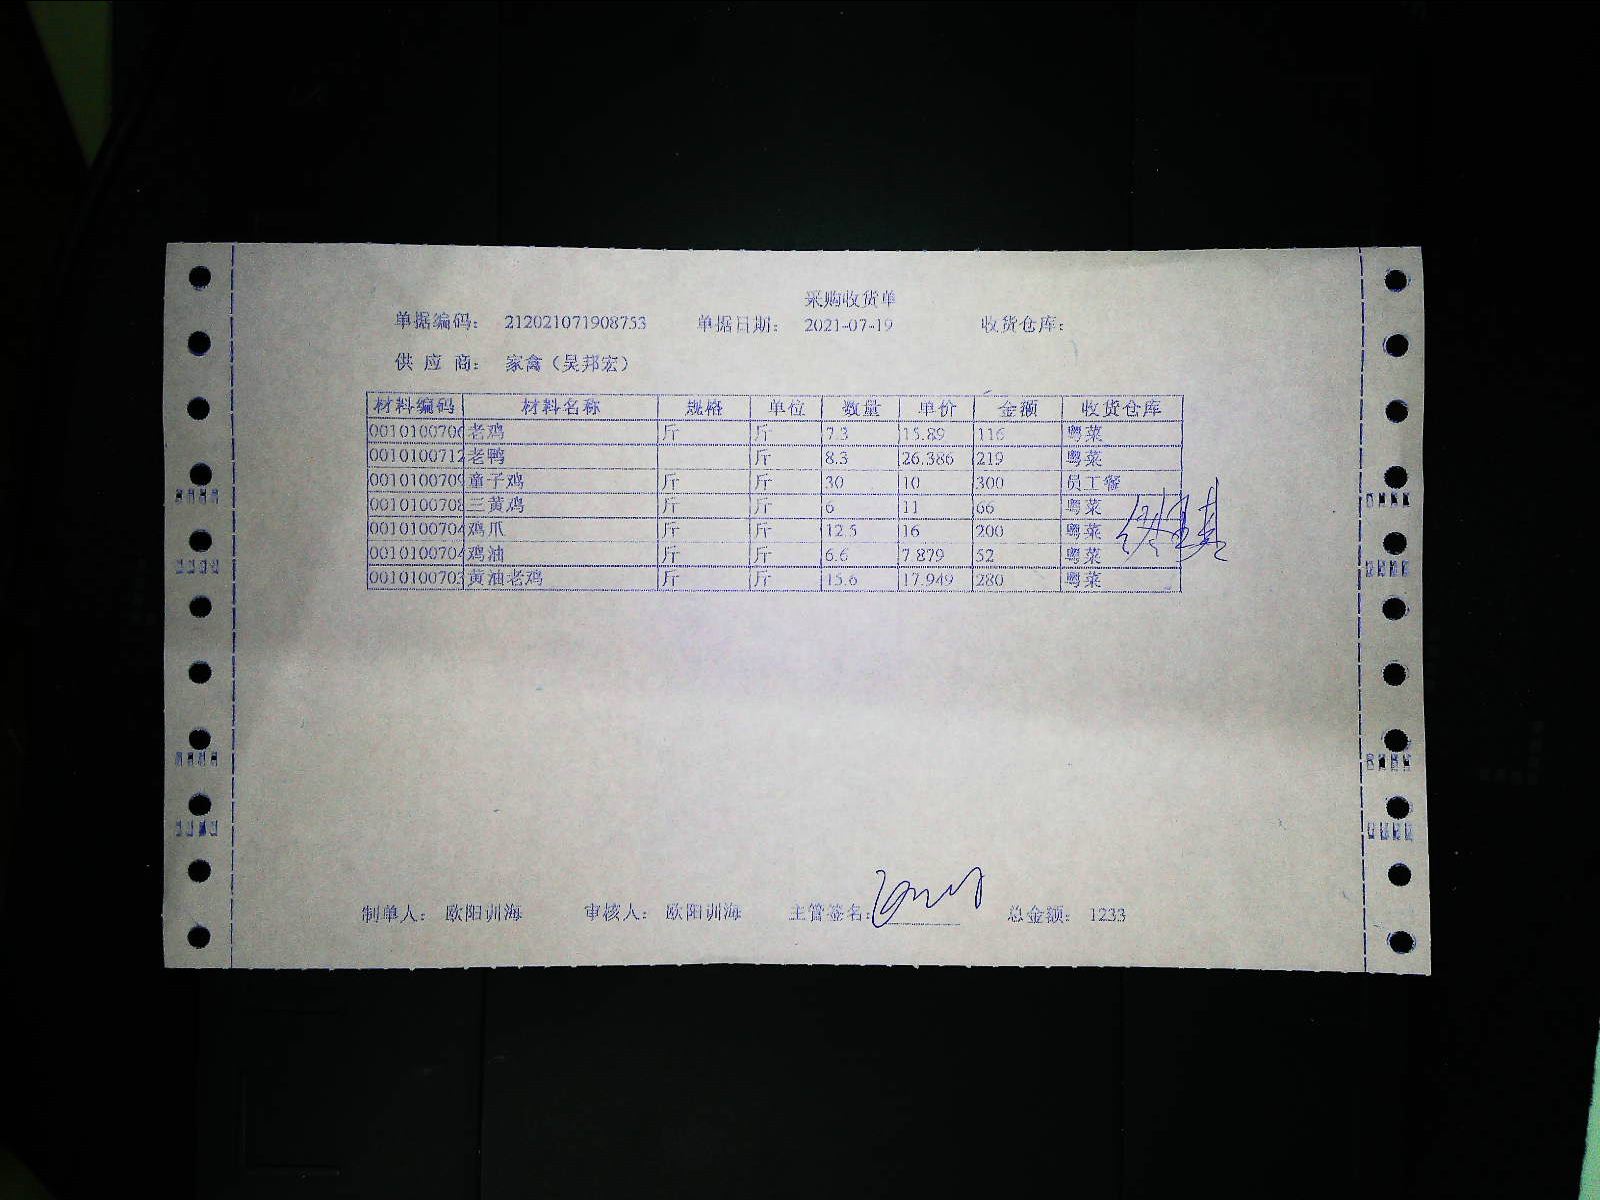 采购收货单
单据编码： 212021071908753 单据日期： 2021-07-19 收货仓库：
供 应 商： 家禽（吴邦宏）
材料编码 材料名称 规格 单位 数量 单价 金额 收货仓库
0010100706 老鸡 斤 斤 7.3 15.89 116 粤菜
0010100712 老鸭 斤 8.3 26.386 219 粤菜
0010100709 童子鸡 斤 斤 30 10 300 员工餐
0010100708 三黄鸡 斤 斤 6 11 66 粤菜
0010100704 鸡爪 斤 斤 12.5 16 200 粤菜
0010100704 鸡油 斤 斤 6.6 7.879 52 粤菜
0010100703 黄油老鸡 斤 斤 15.6 17.949 280 粤菜
制单人： 欧阳训海 审核人： 欧阳训海 主管签名： 总金额： 1233